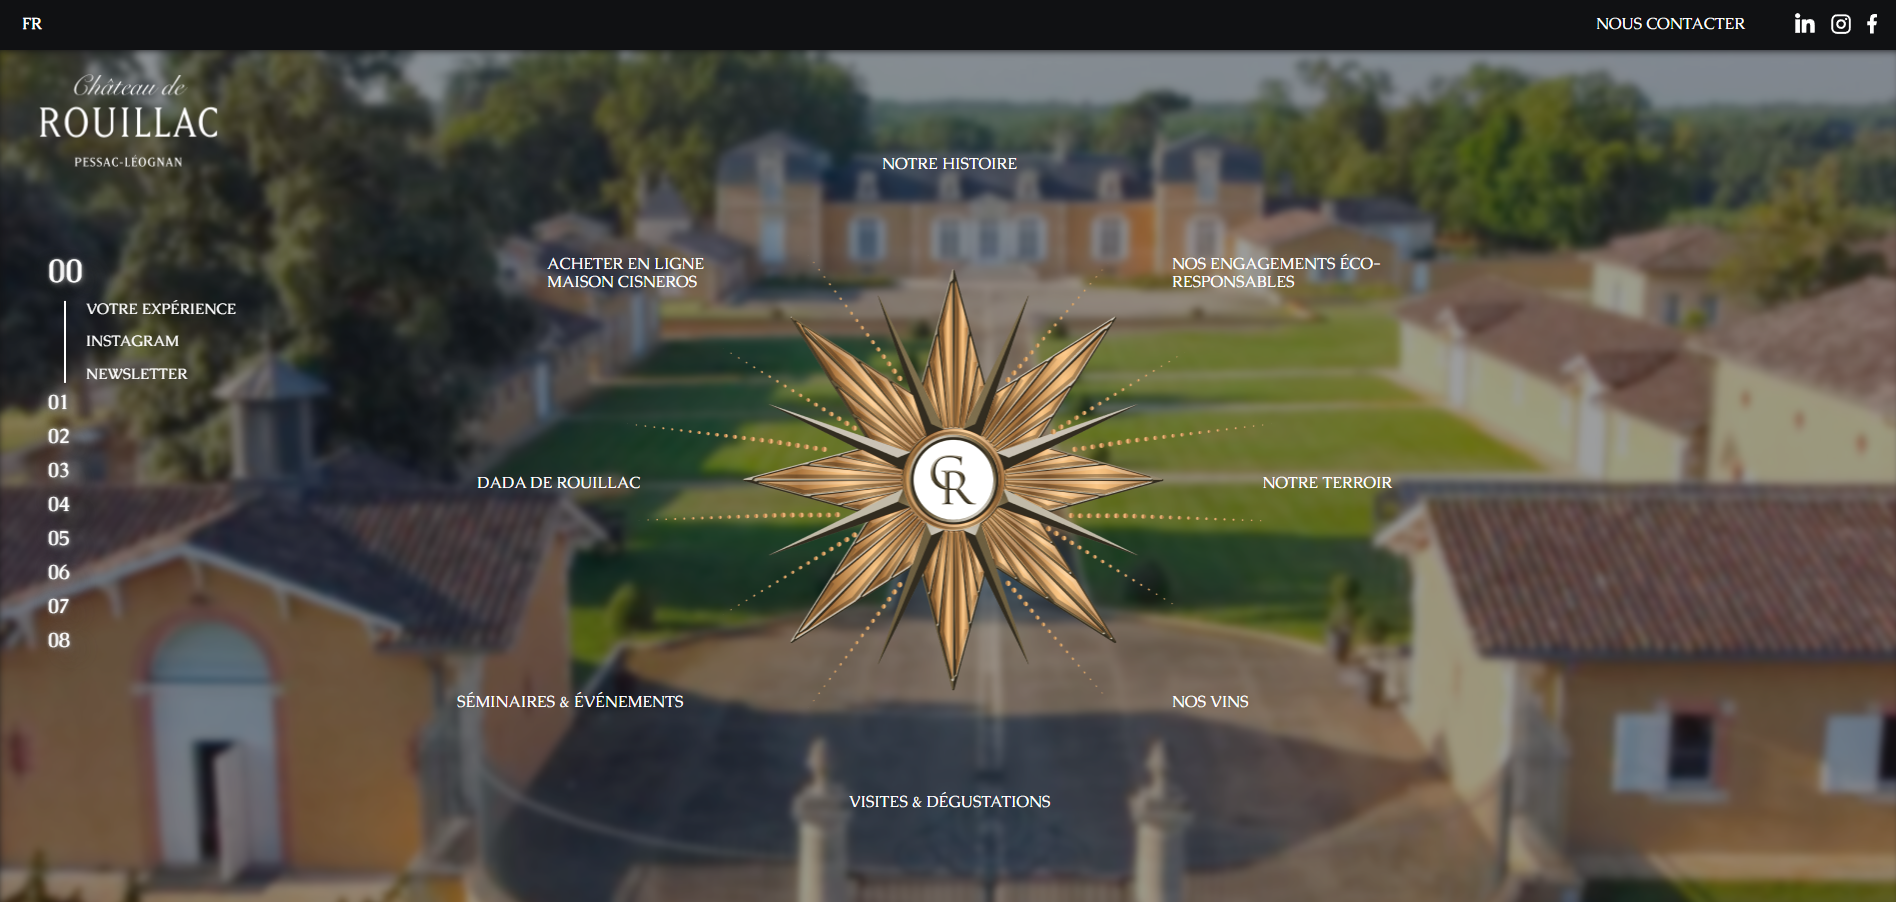 FR
NOUS CONTACTER
Château de
ROUILLAC
PESSAC-LÉOGNAN
00
VOTRE EXPÉRIENCE
INSTAGRAM
NEWSLETTER
01
02
03
04
05
06
07
08
NOTRE HISTOIRE
ACHETER EN LIGNE
MAISON CISNEROS
NOS ENGAGEMENTS ÉCO-
RESPONSABLES
DADA DE ROUILLAC
CR
NOTRE TERROIR
SÉMINAIRES & ÉVÉNEMENTS
NOS VINS
VISITES & DÉGUSTATIONS